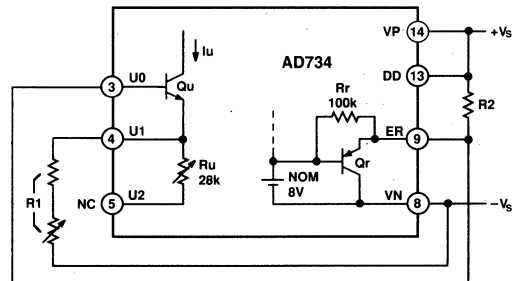 Iu
AD734
VP 14 +VS
DD 13
R2
3 U0 Qu
Rr
100k
4 U1 ER 9
Ru
28k
Qr
R1
NC 5 U2
NOM
8V
VN 8 −VS